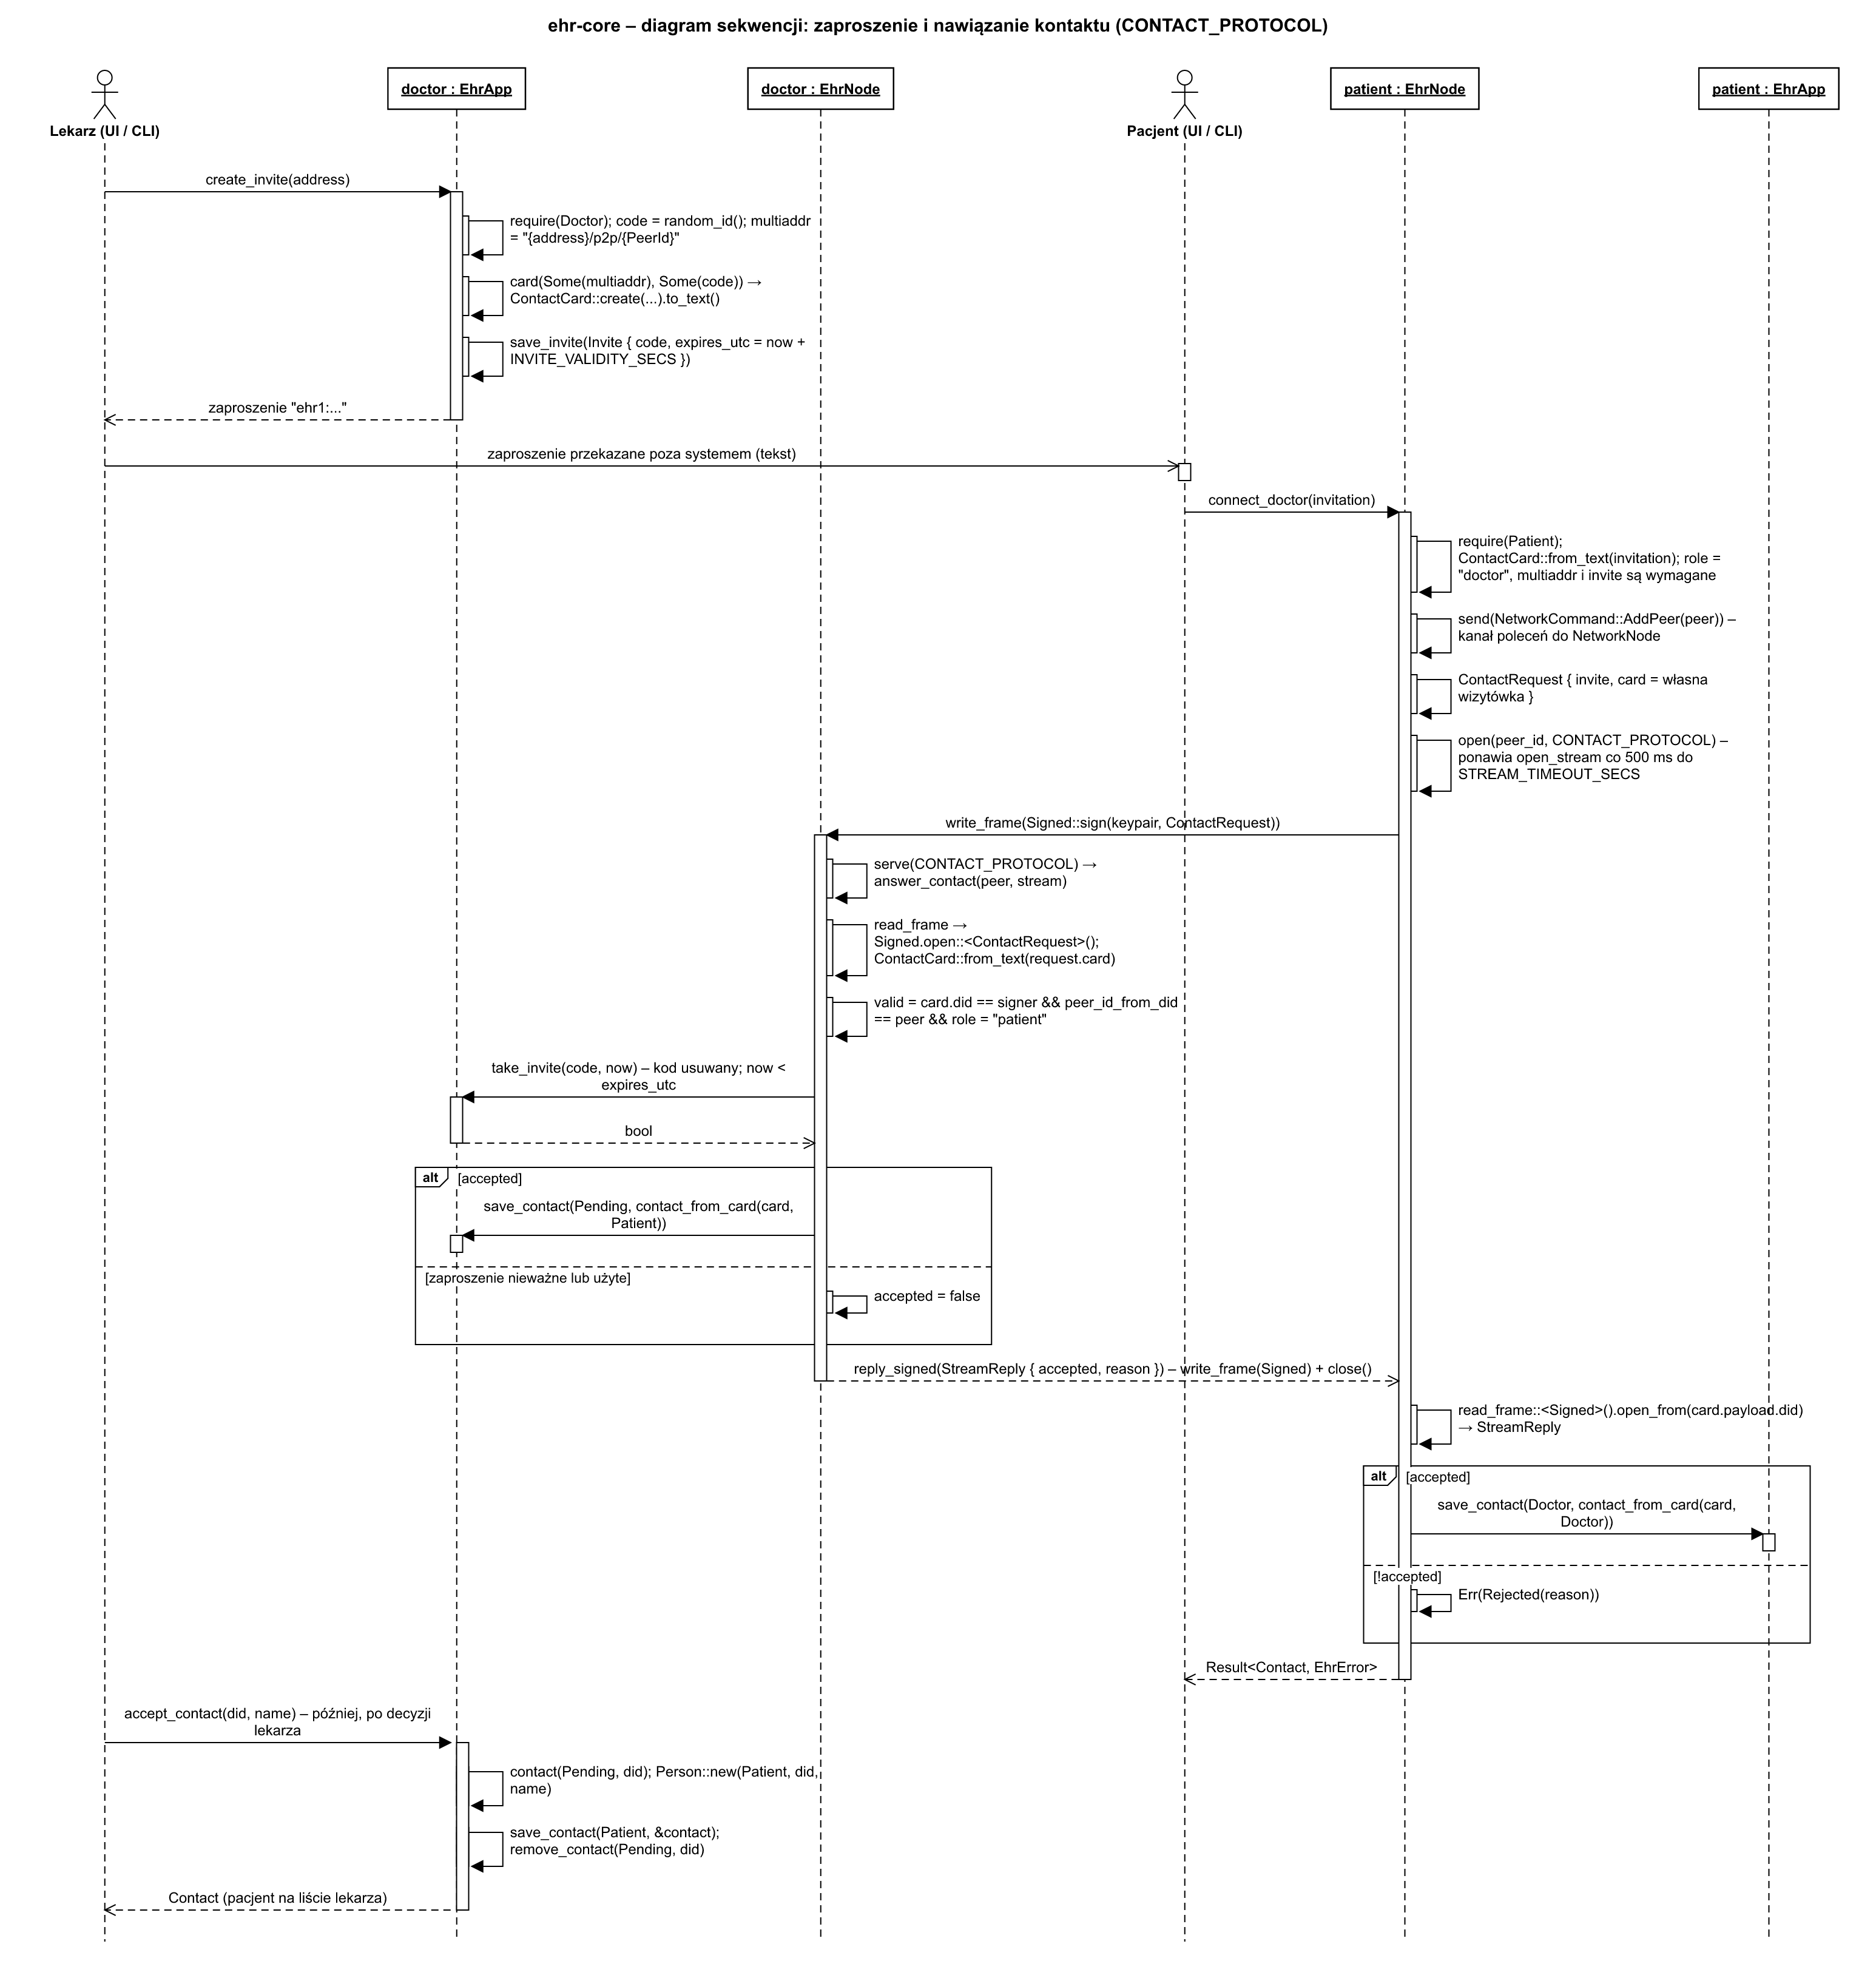 ehr-core – diagram sekwencji: zaproszenie i nawiązanie kontaktu (CONTACT_PROTOCOL)
Lekarz (UI / CLI)
doctor : EhrApp
doctor : EhrNode
Pacjent (UI / CLI)
patient : EhrNode
patient : EhrApp
create_invite(address)
require(Doctor); code = random_id(); multiaddr
= "{address}/p2p/{PeerId}"
card(Some(multiaddr), Some(code)) →
ContactCard::create(...).to_text()
save_invite(Invite { code, expires_utc = now +
INVITE_VALIDITY_SECS })
zaproszenie "ehr1:..."
zaproszenie przekazane poza systemem (tekst)
connect_doctor(invitation)
require(Patient);
ContactCard::from_text(invitation); role =
"doctor", multiaddr i invite są wymagane
send(NetworkCommand::AddPeer(peer)) –
kanał poleceń do NetworkNode
ContactRequest { invite, card = własna
wizytówka }
open(peer_id, CONTACT_PROTOCOL) –
ponawia open_stream co 500 ms do
STREAM_TIMEOUT_SECS
write_frame(Signed::sign(keypair, ContactRequest))
serve(CONTACT_PROTOCOL) →
answer_contact(peer, stream)
read_frame →
Signed.open::<ContactRequest>();
ContactCard::from_text(request.card)
valid = card.did == signer && peer_id_from_did
== peer && role = "patient"
take_invite(code, now) – kod usuwany; now <
expires_utc
bool
alt
[accepted]
save_contact(Pending, contact_from_card(card,
Patient))
[zaproszenie nieważne lub użyte]
accepted = false
reply_signed(StreamReply { accepted, reason }) – write_frame(Signed) + close()
read_frame::<Signed>().open_from(card.payload.did)
→ StreamReply
alt
[accepted]
save_contact(Doctor, contact_from_card(card,
Doctor))
[!accepted]
Err(Rejected(reason))
Result<Contact, EhrError>
accept_contact(did, name) – później, po decyzji
lekarza
contact(Pending, did); Person::new(Patient, did,
name)
save_contact(Patient, &contact);
remove_contact(Pending, did)
Contact (pacjent na liście lekarza)